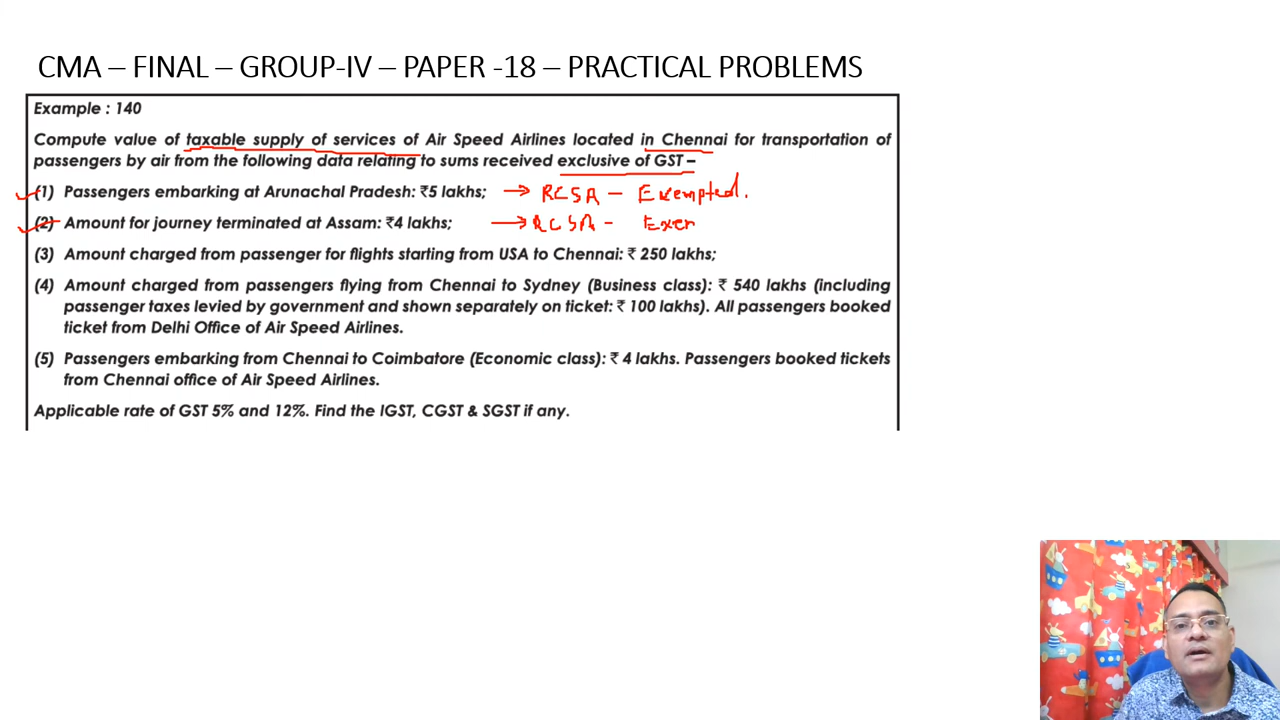 CMA – FINAL – GROUP-IV – PAPER -18 – PRACTICAL PROBLEMS
Example : 140
Compute value of taxable supply of services of Air Speed Airlines located in Chennai for transportation of
passengers by air from the following data relating to sums received exclusive of GST –
(1) Passengers embarking at Arunachal Pradesh: ₹5 lakhs; → RCSA – Exempted.
(2) Amount for journey terminated at Assam: ₹4 lakhs; → RCSA – Exem
(3) Amount charged from passenger for flights starting from USA to Chennai: ₹ 250 lakhs;
(4) Amount charged from passengers flying from Chennai to Sydney (Business class): ₹ 540 lakhs (including
passenger taxes levied by government and shown separately on ticket: ₹ 100 lakhs). All passengers booked
ticket from Delhi Office of Air Speed Airlines.
(5) Passengers embarking from Chennai to Coimbatore (Economic class): ₹ 4 lakhs. Passengers booked tickets
from Chennai office of Air Speed Airlines.
Applicable rate of GST 5% and 12%. Find the IGST, CGST & SGST if any.